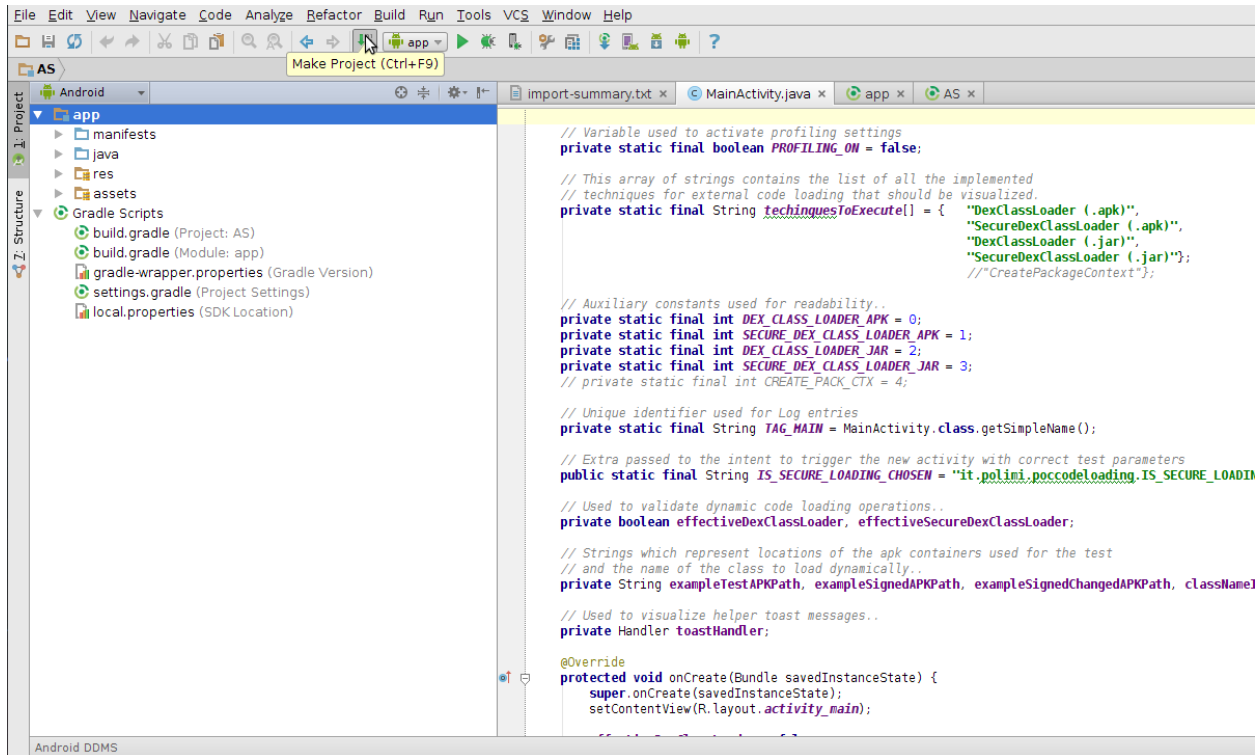 File Edit View Navigate Code Analyze Refactor Build Run Tools VCS Window Help
app
?
Make Project (Ctrl+F9)
AS
1: Project
Z: Structure
Android
app
manifests
java
res
assets
Gradle Scripts
build.gradle (Project: AS)
build.gradle (Module: app)
gradle-wrapper.properties (Gradle Version)
settings.gradle (Project Settings)
local.properties (SDK Location)
import-summary.txt × MainActivity.java × app × AS ×
// Variable used to activate profiling settings
private static final boolean PROFILING_ON = false;
// This array of strings contains the list of all the implemented
// techniques for external code loading that should be visualized.
private static final String techinquesToExecute[] = { "DexClassLoader (.apk)",
"SecureDexClassLoader (.apk)",
"DexClassLoader (.jar)",
"SecureDexClassLoader (.jar)"};
//"CreatePackageContext"};
// Auxiliary constants used for readability..
private static final int DEX_CLASS_LOADER_APK = 0;
private static final int SECURE_DEX_CLASS_LOADER_APK = 1;
private static final int DEX_CLASS_LOADER_JAR = 2;
private static final int SECURE_DEX_CLASS_LOADER_JAR = 3;
// private static final int CREATE_PACK_CTX = 4;
// Unique identifier used for Log entries
private static final String TAG_MAIN = MainActivity.class.getSimpleName();
// Extra passed to the intent to trigger the new activity with correct test parameters
public static final String IS_SECURE_LOADING_CHOSEN = "it.polimi.poccodeloading.IS_SECURE_LOADIN
// Used to validate dynamic code loading operations..
private boolean effectiveDexClassLoader, effectiveSecureDexClassLoader;
// Strings which represent locations of the apk containers used for the test
// and the name of the class to load dynamically..
private String exampleTestAPKPath, exampleSignedAPKPath, exampleSignedChangedAPKPath, classNameI
// Used to visualize helper toast messages..
private Handler toastHandler;
@Override
protected void onCreate(Bundle savedInstanceState) {
super.onCreate(savedInstanceState);
setContentView(R.layout.activity_main);
Android DDMS